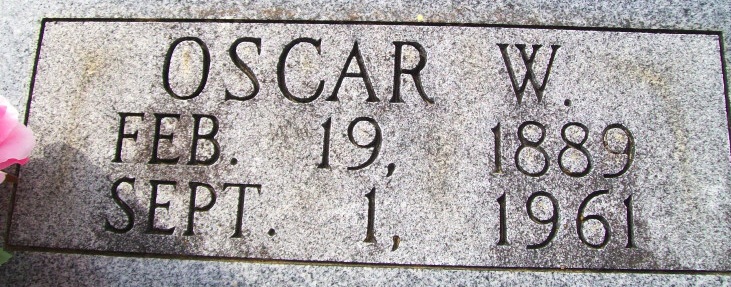 OSCAR W.
FEB. 19, 1889
SEPT. 1, 1961